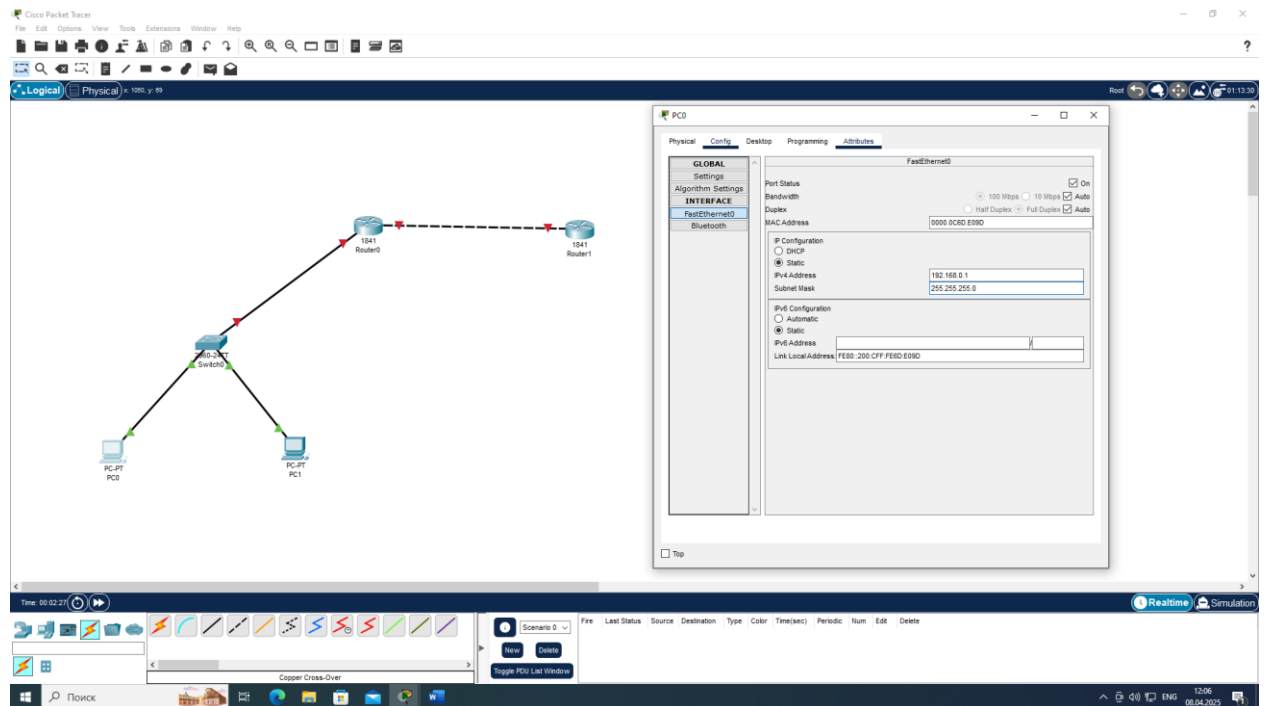 Cisco Packet Tracer
File Edit Options View Tools Extensions Window Help
?
Logical Physical x: 1050, y: 69
Root 01:13:30
1841
Router0
1841
Router1
2960-24TT
Switch0
PC-PT
PC0
PC-PT
PC1
PC0
Physical Config Desktop Programming Attributes
GLOBAL
Settings
Algorithm Settings
INTERFACE
FastEthernet0
Bluetooth
FastEthernet0
Port Status On
Bandwidth 100 Mbps 10 Mbps Auto
Duplex Half Duplex Full Duplex Auto
MAC Address 0000.0C6D.E09D
IP Configuration
DHCP
Static
IPv4 Address 192.168.0.1
Subnet Mask 255.255.255.0
IPv6 Configuration
Automatic
Static
IPv6 Address /
Link Local Address: FE80::200:CFF:FE6D:E09D
Top
Time: 00:02:27
Realtime Simulation
Scenario 0
New Delete
Toggle PDU List Window
Fire Last Status Source Destination Type Color Time(sec) Periodic Num Edit Delete
Copper Cross-Over
Поиск
ENG
12:06
08.04.2025